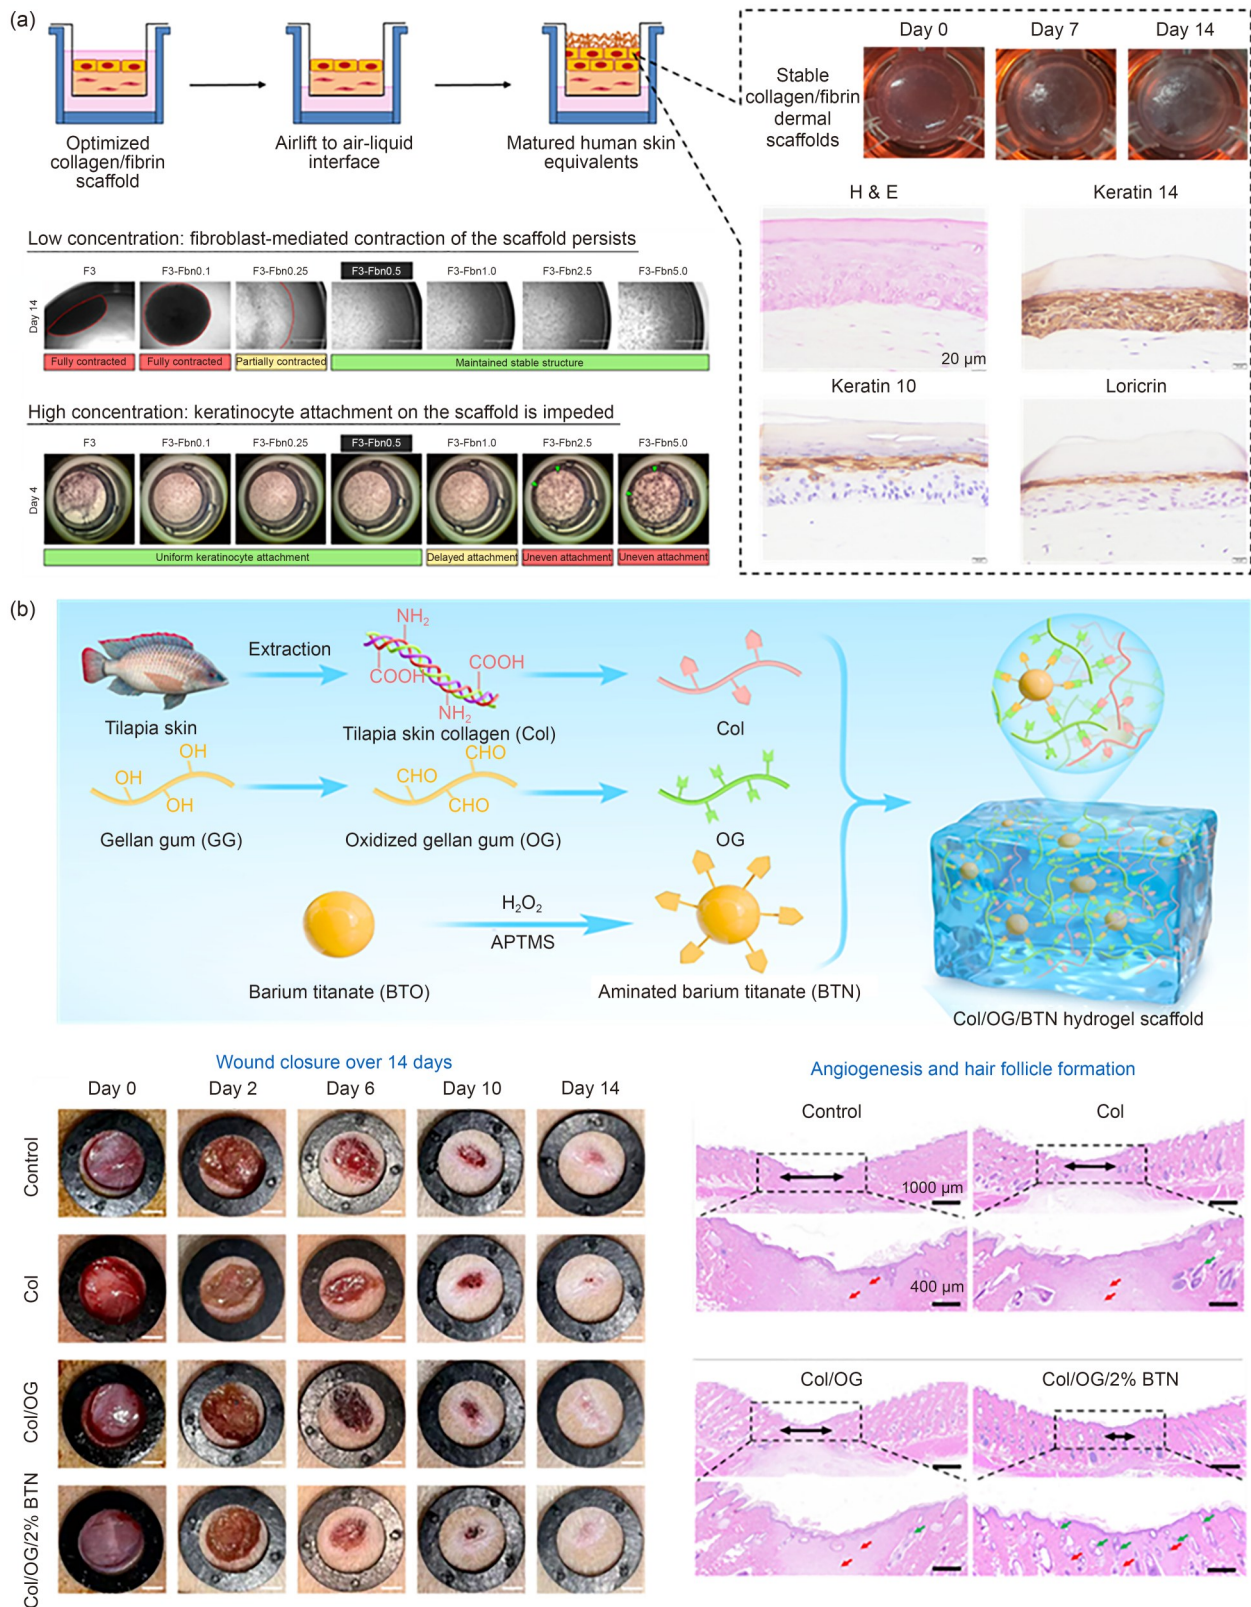 (a)
Optimized
collagen/fibrin
scaffold
Airlift to air-liquid
interface
Matured human skin
equivalents
Stable
collagen/fibrin
dermal
scaffolds
Day 0
Day 7
Day 14
H & E
Keratin 14
20 μm
Keratin 10
Loricrin
Low concentration: fibroblast-mediated contraction of the scaffold persists
F3
F3-Fbn0.1
F3-Fbn0.25
F3-Fbn0.5
F3-Fbn1.0
F3-Fbn2.5
F3-Fbn5.0
Day 14
Fully contracted
Fully contracted
Partially contracted
Maintained stable structure
High concentration: keratinocyte attachment on the scaffold is impeded
F3
F3-Fbn0.1
F3-Fbn0.25
F3-Fbn0.5
F3-Fbn1.0
F3-Fbn2.5
F3-Fbn5.0
Day 4
Uniform keratinocyte attachment
Delayed attachment
Uneven attachment
Uneven attachment
(b)
Tilapia skin
Extraction
NH₂
COOH
COOH
NH₂
Tilapia skin collagen (Col)
Col
OH
OH
OH
Gellan gum (GG)
CHO
CHO
CHO
Oxidized gellan gum (OG)
OG
Barium titanate (BTO)
H₂O₂
APTMS
Aminated barium titanate (BTN)
Col/OG/BTN hydrogel scaffold
Wound closure over 14 days
Day 0
Day 2
Day 6
Day 10
Day 14
Control
Col
Col/OG
Col/OG/2% BTN
Angiogenesis and hair follicle formation
Control
Col
1000 μm
400 μm
Col/OG
Col/OG/2% BTN